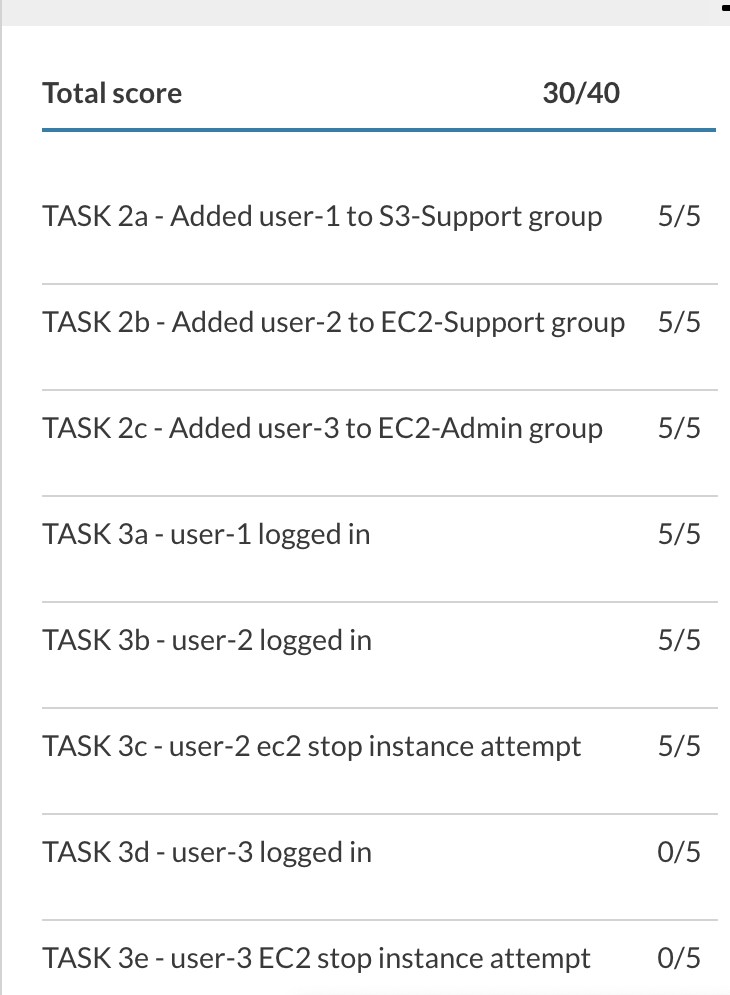 Total score 30/40
TASK 2a - Added user-1 to S3-Support group 5/5
TASK 2b - Added user-2 to EC2-Support group 5/5
TASK 2c - Added user-3 to EC2-Admin group 5/5
TASK 3a - user-1 logged in 5/5
TASK 3b - user-2 logged in 5/5
TASK 3c - user-2 ec2 stop instance attempt 5/5
TASK 3d - user-3 logged in 0/5
TASK 3e - user-3 EC2 stop instance attempt 0/5